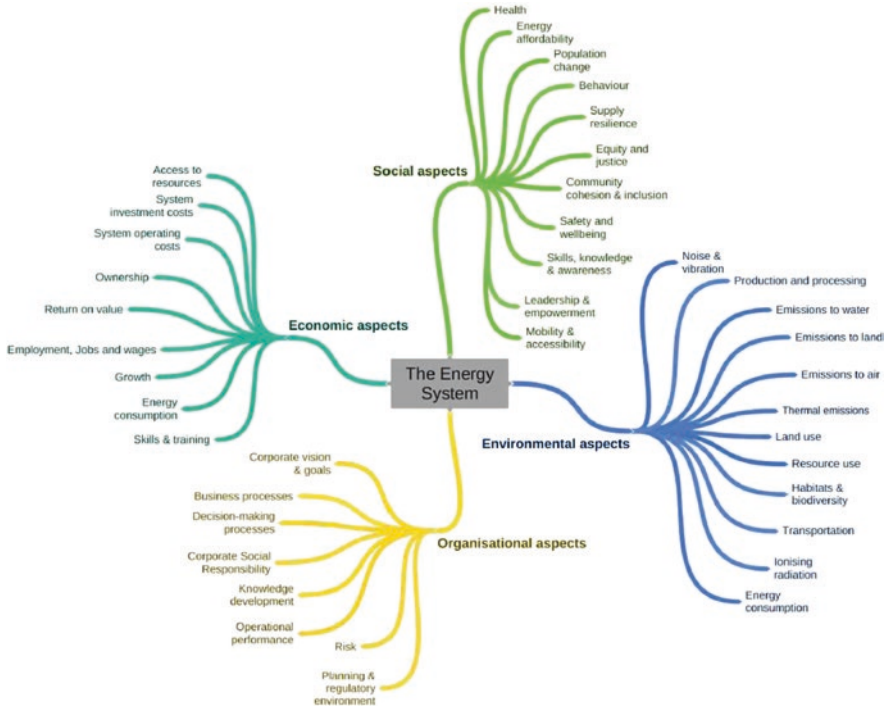 Health
Energy
affordability
Population
change
Behaviour
Supply
resilience
Equity and
justice
Social aspects
Community
cohesion & inclusion
Safety and
wellbeing
Skills, knowledge
& awareness
Leadership &
empowerment
Mobility &
accessibility
Access to
resources
System
investment costs
System operating
costs
Ownership
Return on value
Economic aspects
Employment, Jobs and wages
Growth
Energy
consumption
Skills & training
The Energy
System
Noise &
vibration
Production and processing
Emissions to water
Emissions to land
Emissions to air
Thermal emissions
Environmental aspects
Land use
Resource use
Habitats &
biodiversity
Transportation
Ionising
radiation
Energy
consumption
Corporate vision
& goals
Business processes
Decision-making
processes
Organisational aspects
Corporate Social
Responsibility
Knowledge
development
Operational
performance
Risk
Planning &
regulatory
environment